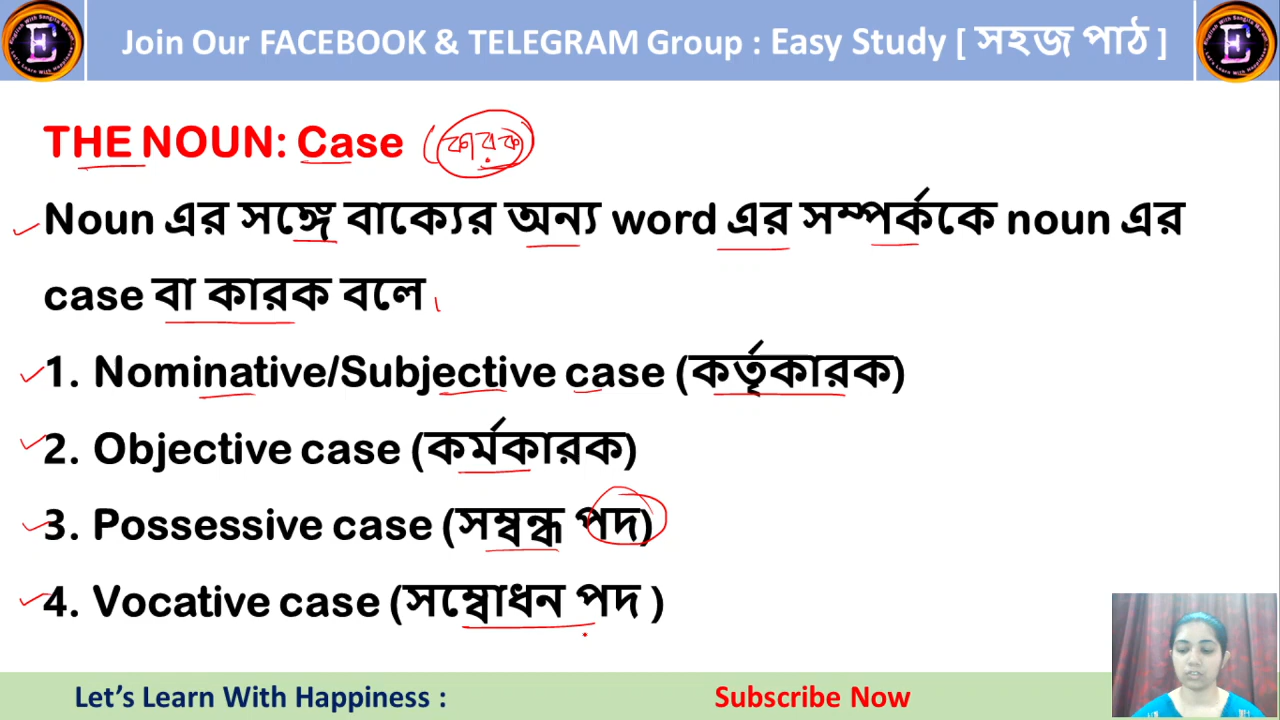 Join Our FACEBOOK & TELEGRAM Group : Easy Study [ সহজ পাঠ ]
THE NOUN: Case (কারক)
Noun এর সঙ্গে বাক্যের অন্য word এর সম্পর্ককে noun এর
case বা কারক বলে ।
1. Nominative/Subjective case (কর্তৃকারক)
2. Objective case (কর্মকারক)
3. Possessive case (সম্বন্ধ পদ)
4. Vocative case (সম্বোধন পদ )
Let's Learn With Happiness : Subscribe Now